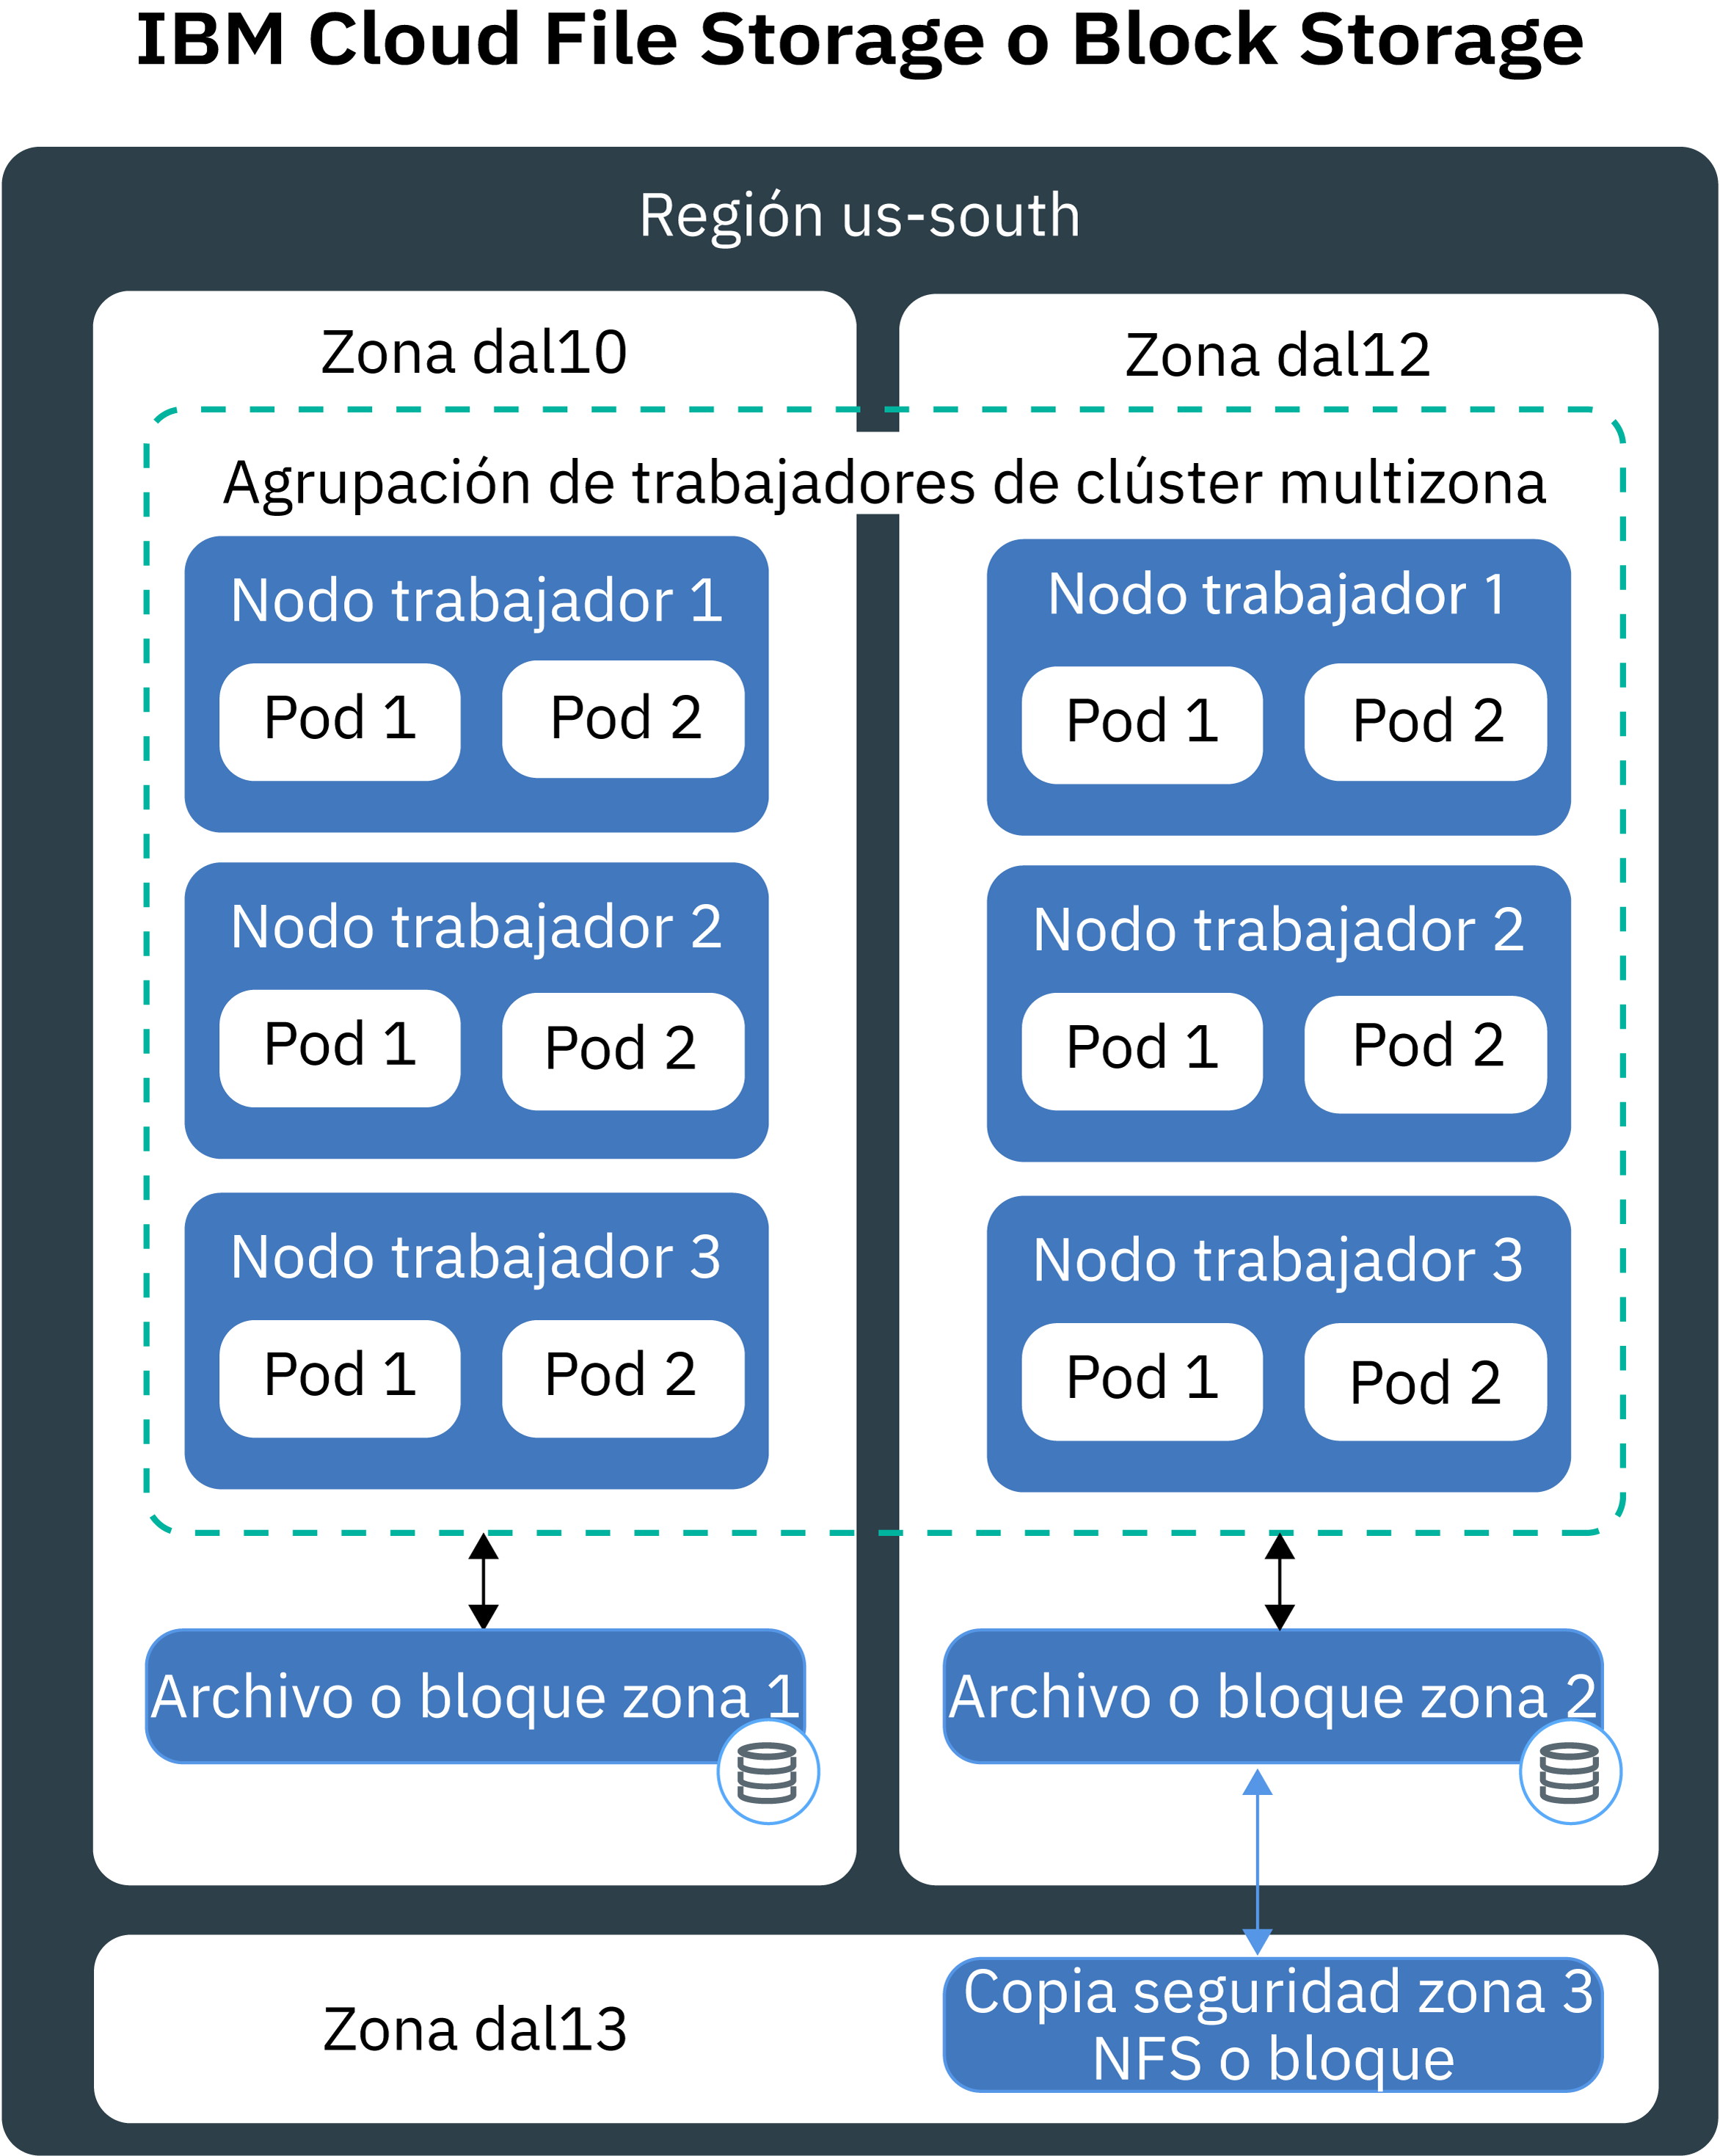 IBM Cloud File Storage o Block Storage
Región us-south
Zona dal10
Zona dal12
Agrupación de trabajadores de clúster multizona
Nodo trabajador 1
Pod 1
Pod 2
Nodo trabajador 2
Pod 1
Pod 2
Nodo trabajador 3
Pod 1
Pod 2
Nodo trabajador 1
Pod 1
Pod 2
Nodo trabajador 2
Pod 1
Pod 2
Nodo trabajador 3
Pod 1
Pod 2
Archivo o bloque zona 1
Archivo o bloque zona 2
Zona dal13
Copia seguridad zona 3
NFS o bloque